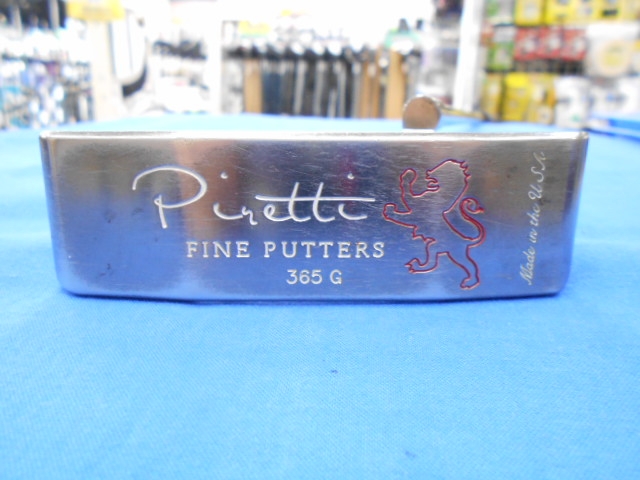 Piretti
FINE PUTTERS
365 G
Made in the U.S.A.